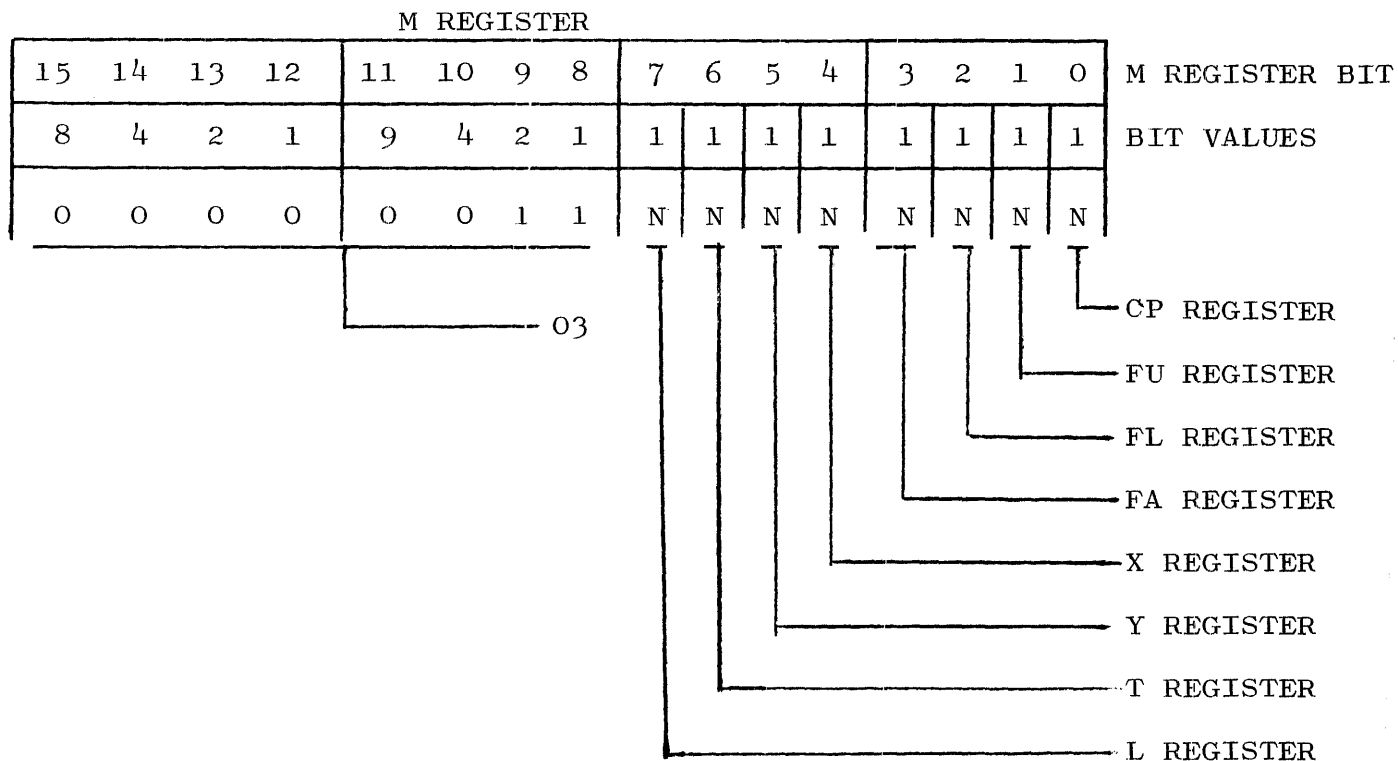 M REGISTER
15 14 13 12 11 10 9 8 7 6 5 4 3 2 1 0 M REGISTER BIT
8 4 2 1 9 4 2 1 1 1 1 1 1 1 1 1 BIT VALUES
0 0 0 0 0 0 1 1 N N N N N N N N
CP REGISTER
03
FU REGISTER
FL REGISTER
FA REGISTER
X REGISTER
Y REGISTER
T REGISTER
L REGISTER